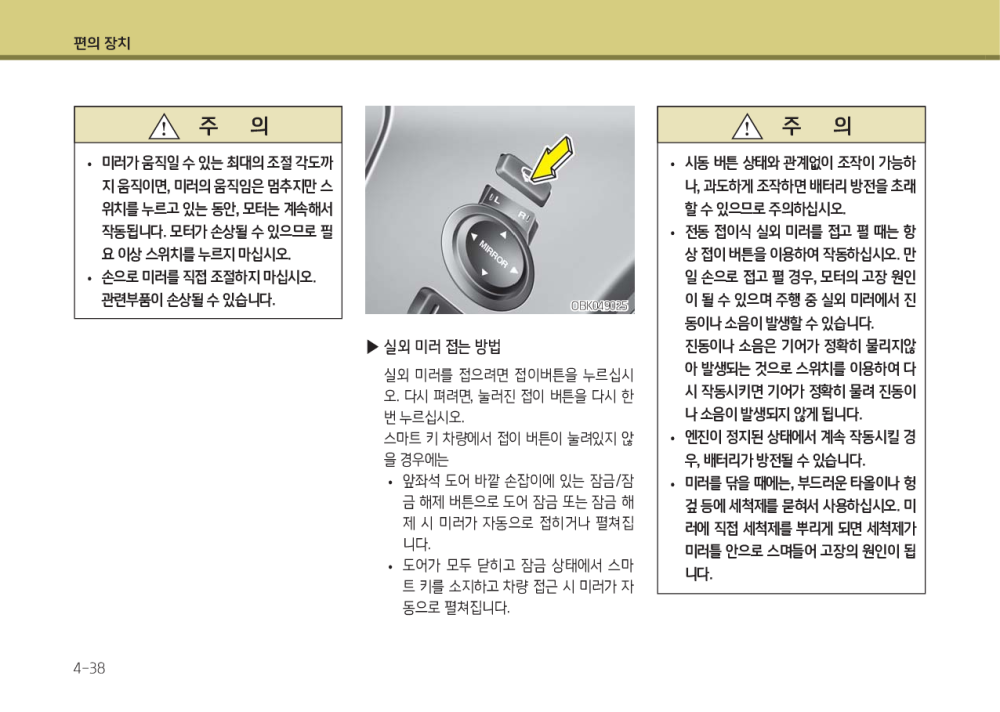 편의 장치
주 의
• 미러가 움직일 수 있는 최대의 조절 각도까
지 움직이면, 미러의 움직임은 멈추지만 스
위치를 누르고 있는 동안, 모터는 계속해서
작동됩니다. 모터가 손상될 수 있으므로 필
요 이상 스위치를 누르지 마십시오.
• 손으로 미러를 직접 조절하지 마십시오.
관련부품이 손상될 수 있습니다.
L
R
MIRROR
OBK049035
▶ 실외 미러 접는 방법
실외 미러를 접으려면 접이버튼을 누르십시
오. 다시 펴려면, 눌러진 접이 버튼을 다시 한
번 누르십시오.
스마트 키 차량에서 접이 버튼이 눌려있지 않
을 경우에는
• 앞좌석 도어 바깥 손잡이에 있는 잠금/잠
금 해제 버튼으로 도어 잠금 또는 잠금 해
제 시 미러가 자동으로 접히거나 펼쳐집
니다.
• 도어가 모두 닫히고 잠금 상태에서 스마
트 키를 소지하고 차량 접근 시 미러가 자
동으로 펼쳐집니다.
주 의
• 시동 버튼 상태와 관계없이 조작이 가능하
나, 과도하게 조작하면 배터리 방전을 초래
할 수 있으므로 주의하십시오.
• 전동 접이식 실외 미러를 접고 펼 때는 항
상 접이 버튼을 이용하여 작동하십시오. 만
일 손으로 접고 펼 경우, 모터의 고장 원인
이 될 수 있으며 주행 중 실외 미러에서 진
동이나 소음이 발생할 수 있습니다.
진동이나 소음은 기어가 정확히 물리지않
아 발생되는 것으로 스위치를 이용하여 다
시 작동시키면 기어가 정확히 물려 진동이
나 소음이 발생되지 않게 됩니다.
• 엔진이 정지된 상태에서 계속 작동시킬 경
우, 배터리가 방전될 수 있습니다.
• 미러를 닦을 때에는, 부드러운 타올이나 헝
겊 등에 세척제를 묻혀서 사용하십시오. 미
러에 직접 세척제를 뿌리게 되면 세척제가
미러틀 안으로 스며들어 고장의 원인이 됩
니다.
4-38